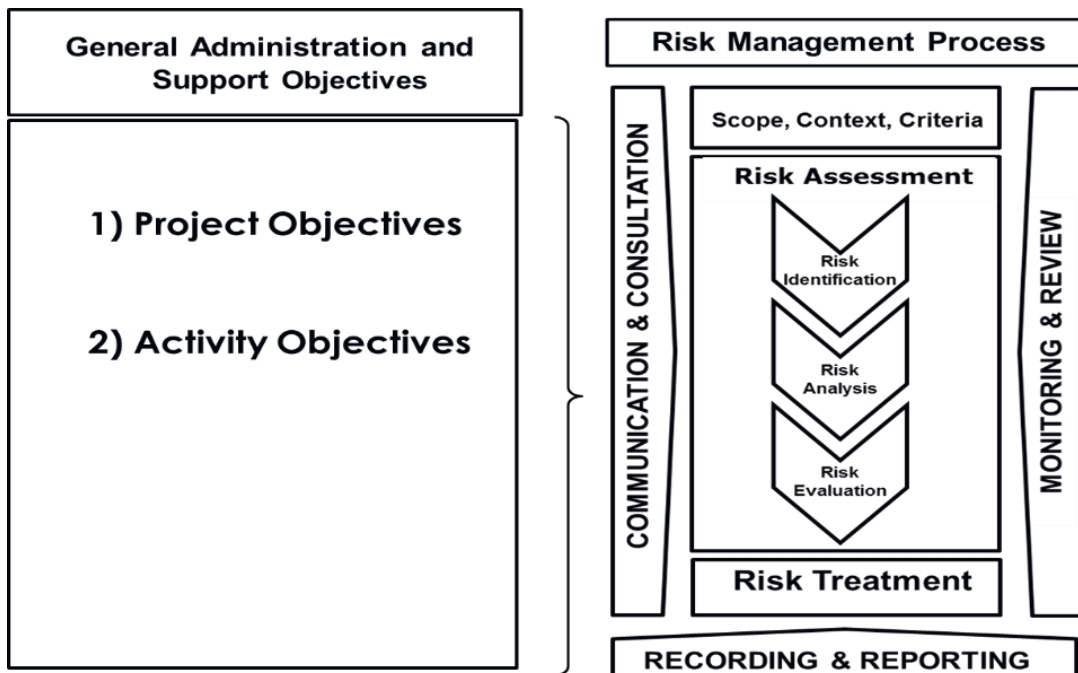 General Administration and
Support Objectives
1) Project Objectives
2) Activity Objectives
Risk Management Process
COMMUNICATION & CONSULTATION
Scope, Context, Criteria
Risk Assessment
Risk
Identification
Risk
Analysis
Risk
Evaluation
Risk Treatment
MONITORING & REVIEW
RECORDING & REPORTING